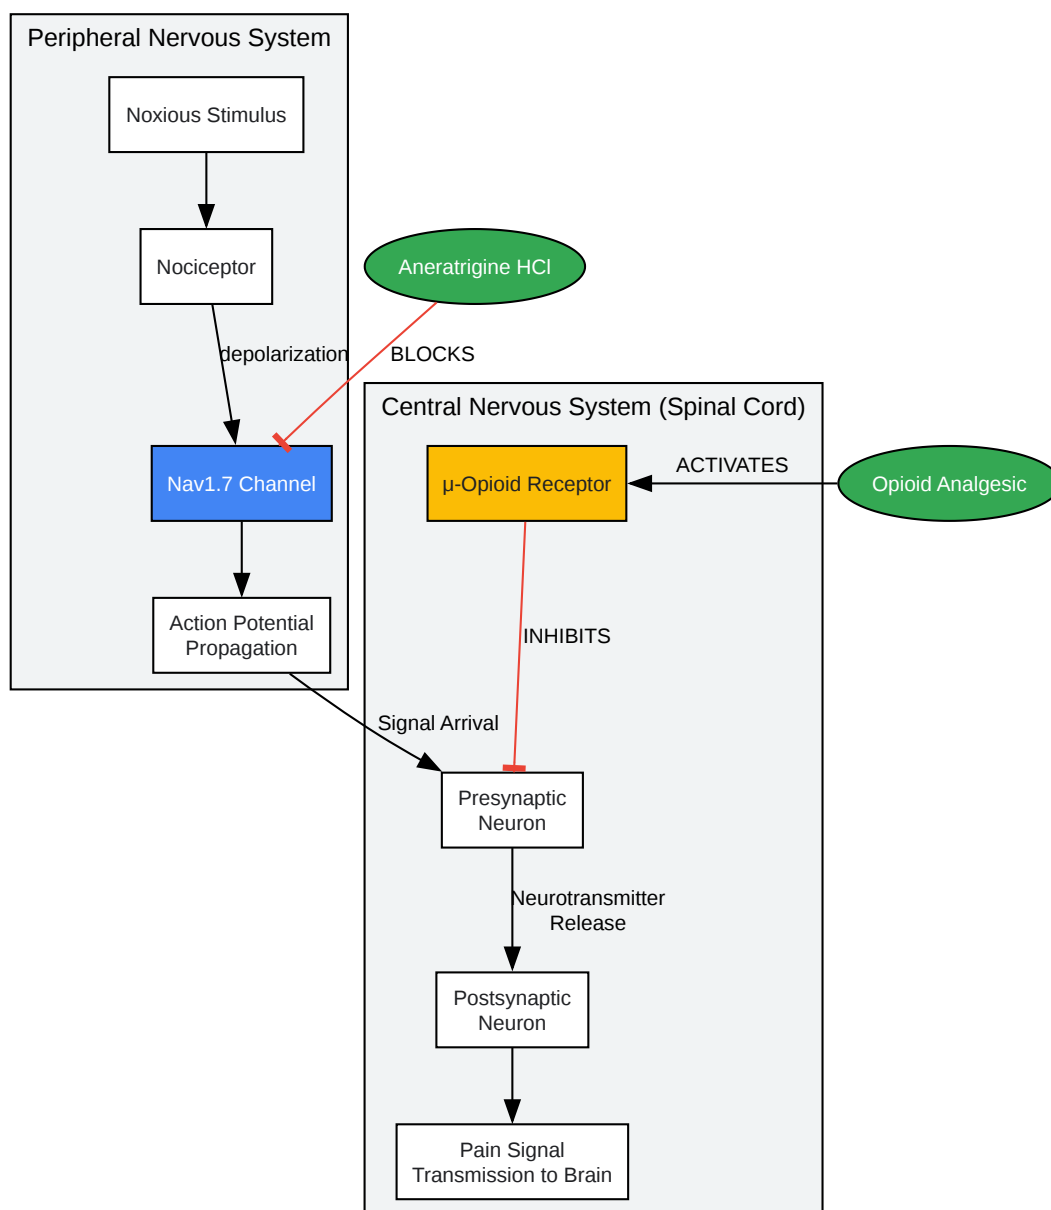 Peripheral Nervous System
Noxious Stimulus
Nociceptor
Aneratrigine HCl
depolarization
BLOCKS
Central Nervous System (Spinal Cord)
Nav1.7 Channel
μ-Opioid Receptor
ACTIVATES
Opioid Analgesic
Action Potential
Propagation
INHIBITS
Signal Arrival
Presynaptic
Neuron
Neurotransmitter
Release
Postsynaptic
Neuron
Pain Signal
Transmission to Brain